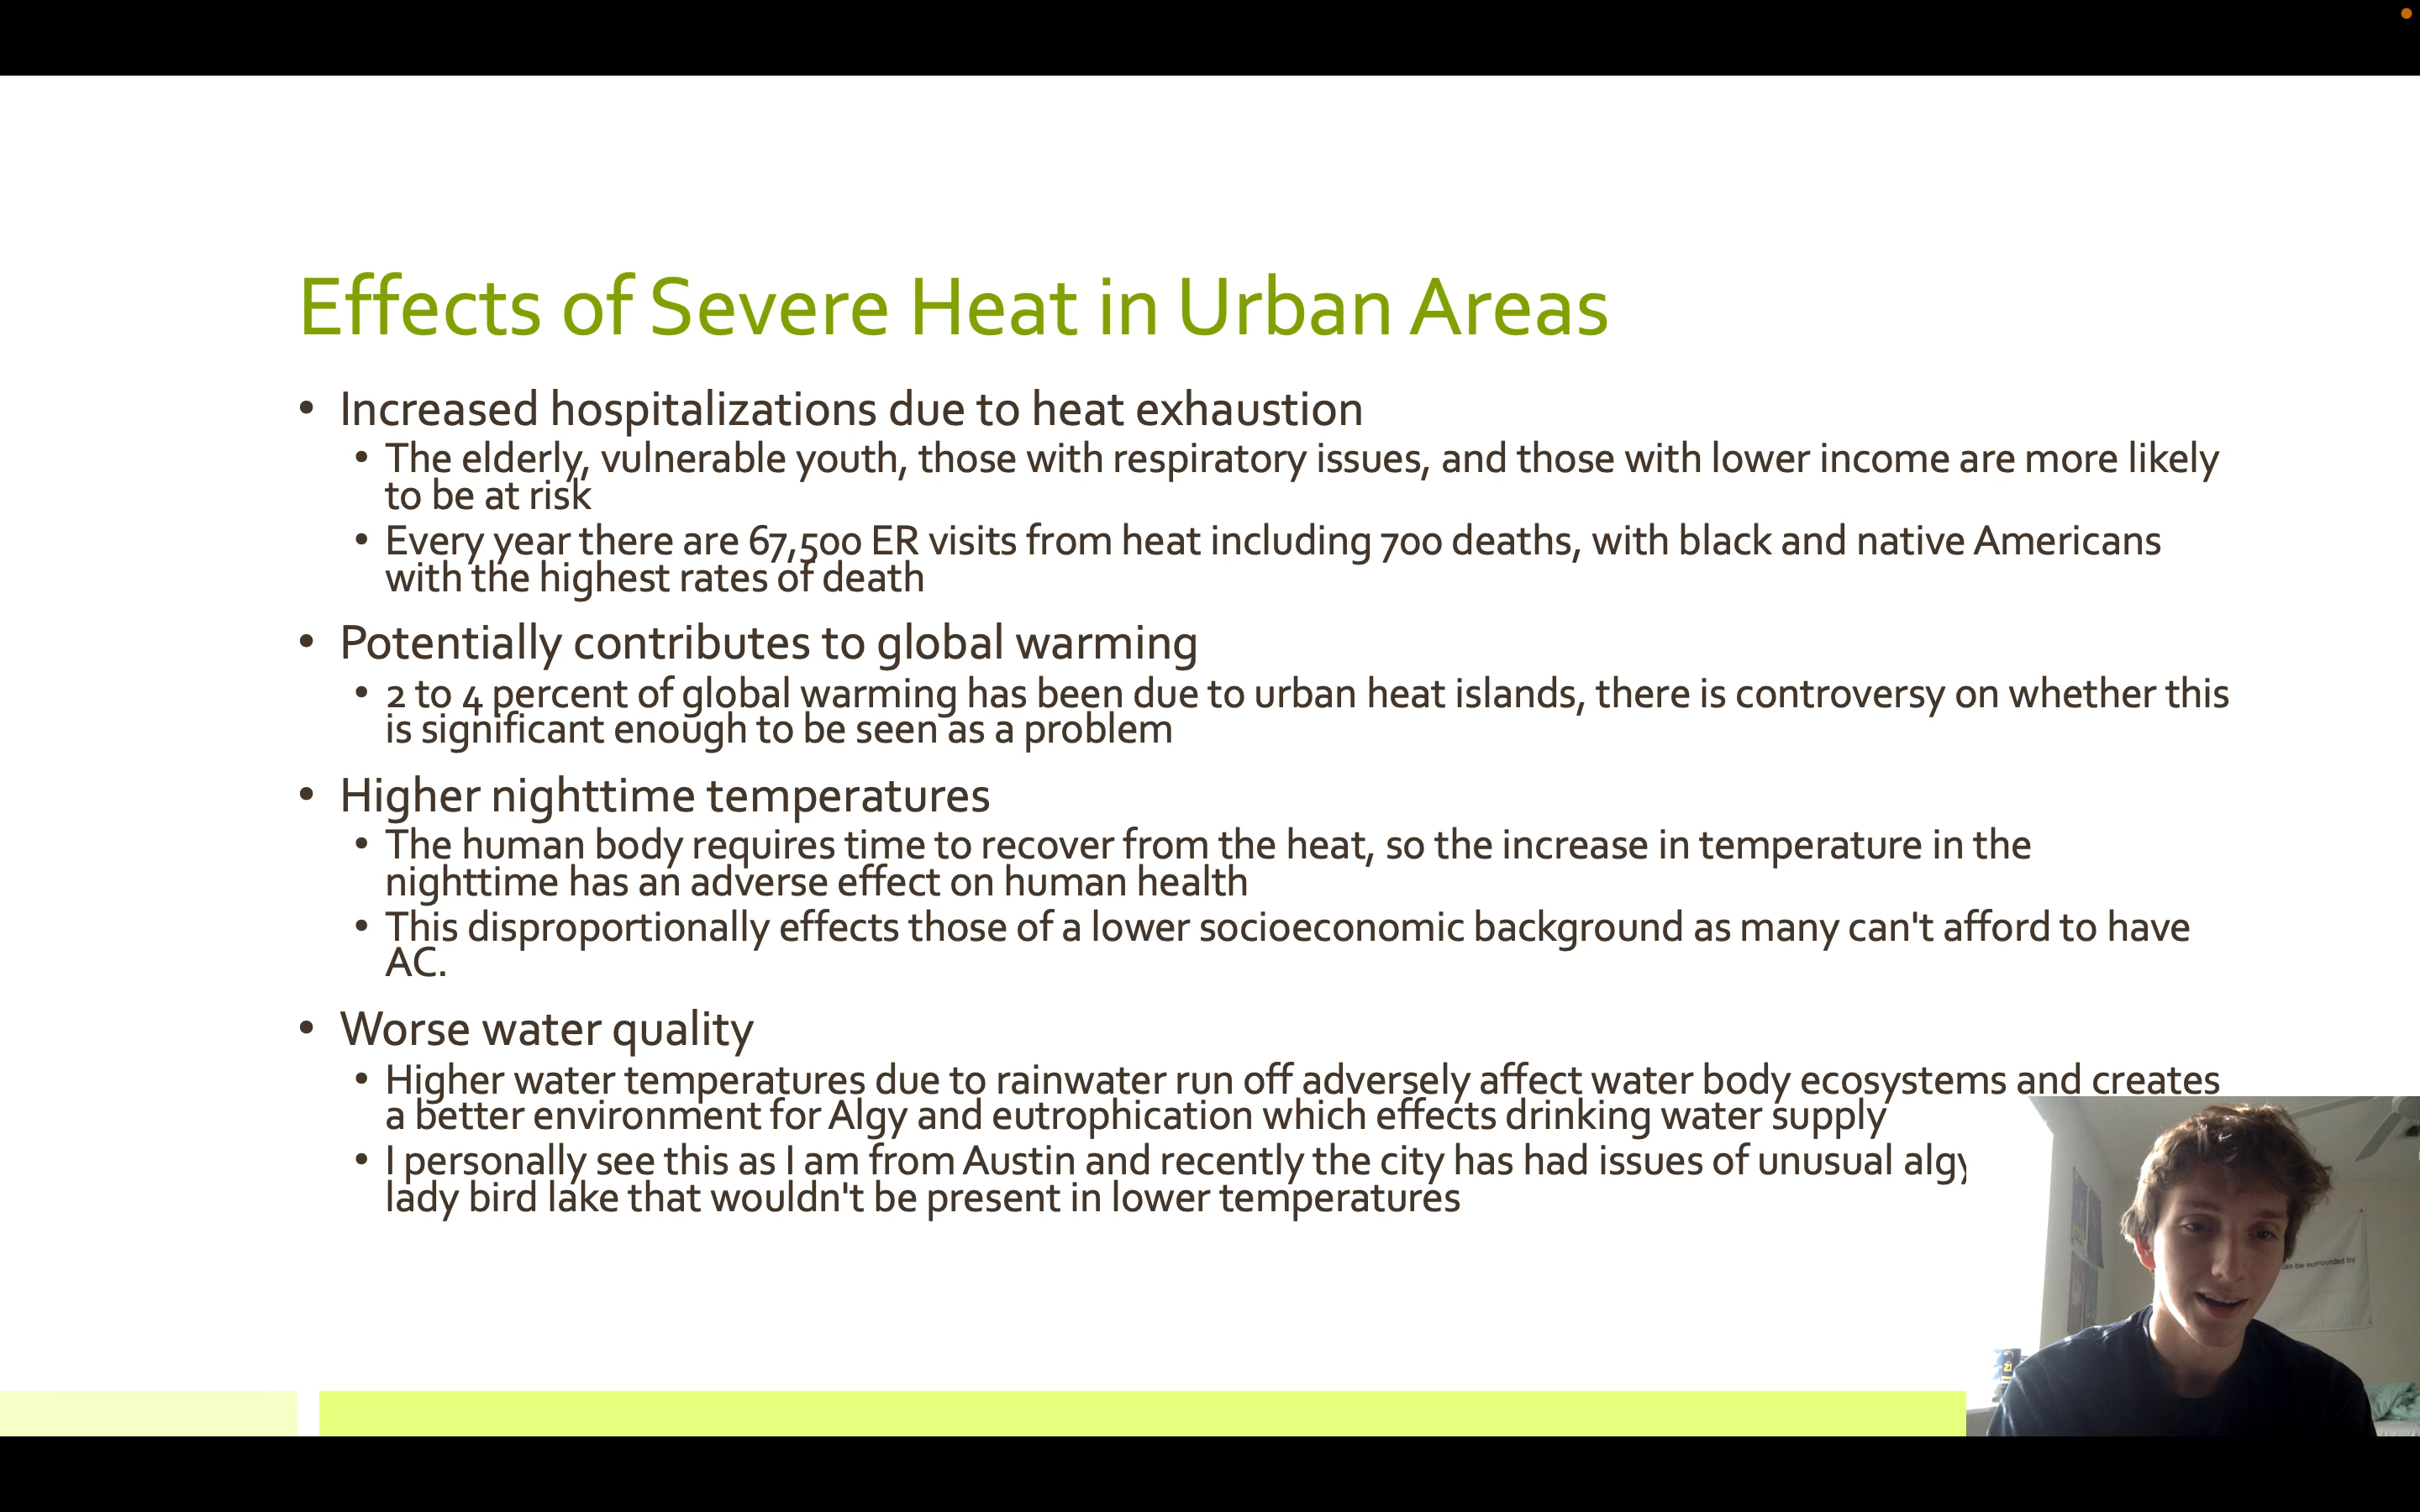 Effects of Severe Heat in Urban Areas
• Increased hospitalizations due to heat exhaustion
• The elderly, vulnerable youth, those with respiratory issues, and those with lower income are more likely
to be at risk
• Every year there are 67,500 ER visits from heat including 700 deaths, with black and native Americans
with the highest rates of death
• Potentially contributes to global warming
• 2 to 4 percent of global warming has been due to urban heat islands, there is controversy on whether this
is significant enough to be seen as a problem
• Higher nighttime temperatures
• The human body requires time to recover from the heat, so the increase in temperature in the
nighttime has an adverse effect on human health
• This disproportionally effects those of a lower socioeconomic background as many can't afford to have
AC.
• Worse water quality
• Higher water temperatures due to rainwater run off adversely affect water body ecosystems and creates
a better environment for Algy and eutrophication which effects drinking water supply
• I personally see this as I am from Austin and recently the city has had issues of unusual algy
lady bird lake that wouldn't be present in lower temperatures
can be surrounded by
21